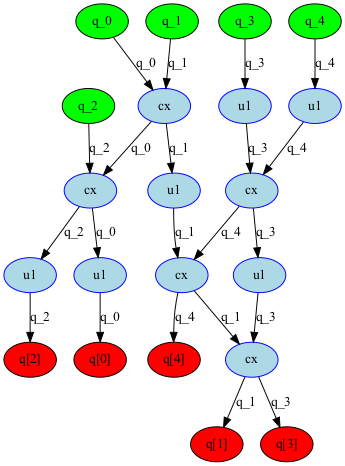 q_0 q_1 q_3 q_4
q_0 q_1 q_3 q_4
q_2 cx u1 u1
q_2 q_0 q_1 q_3 q_4
cx u1 cx
q_2 q_0 q_1 q_4 q_3
u1 u1 cx u1
q_2 q_0 q_4 q_1 q_3
q[2] q[0] q[4] cx
q_1 q_3
q[1] q[3]